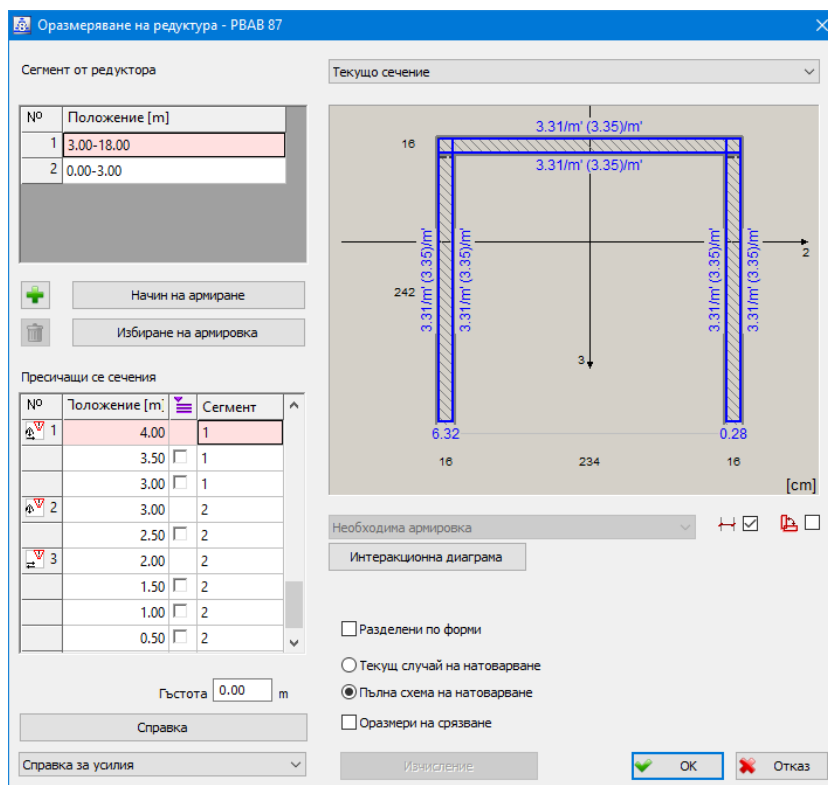 Оразмеряване на редуктура - PBAB 87
Сегмент от редуктора
№ Положение [m]
1 3.00-18.00
2 0.00-3.00
Начин на армиране
Избиране на армировка
Пресичащи се сечения
№ Положение [m] Сегмент
1 4.00 1
3.50 1
3.00 1
2 3.00 2
2.50 2
3 2.00 2
1.50 2
1.00 2
0.50 2
Гъстота 0.00 m
Справка
Справка за усилия
Текущо сечение
3.31/m' (3.35)/m'
16
3.31/m' (3.35)/m'
3.31/m' (3.35)/m'
3.31/m' (3.35)/m'
3.31/m' (3.35)/m'
3.31/m' (3.35)/m'
2
242
3
6.32 0.28
16 234 16
[cm]
Необходима армировка
Интеракционна диаграма
Разделени по форми
Текущ случай на натоварване
Пълна схема на натоварване
Оразмери на срязване
Изчисление
OK
Отказ